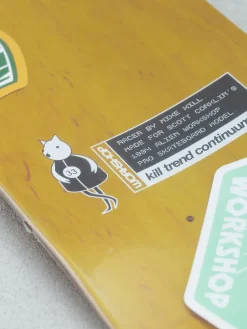 RACER BY MIKE HILL
MADE FOR SCOTT CONKLIN'S
1994 ALIEN WORKSHOP
PRO SKATEBOARD MODEL
WORKSHOP
kill trend continuum
33
WORKSHOP